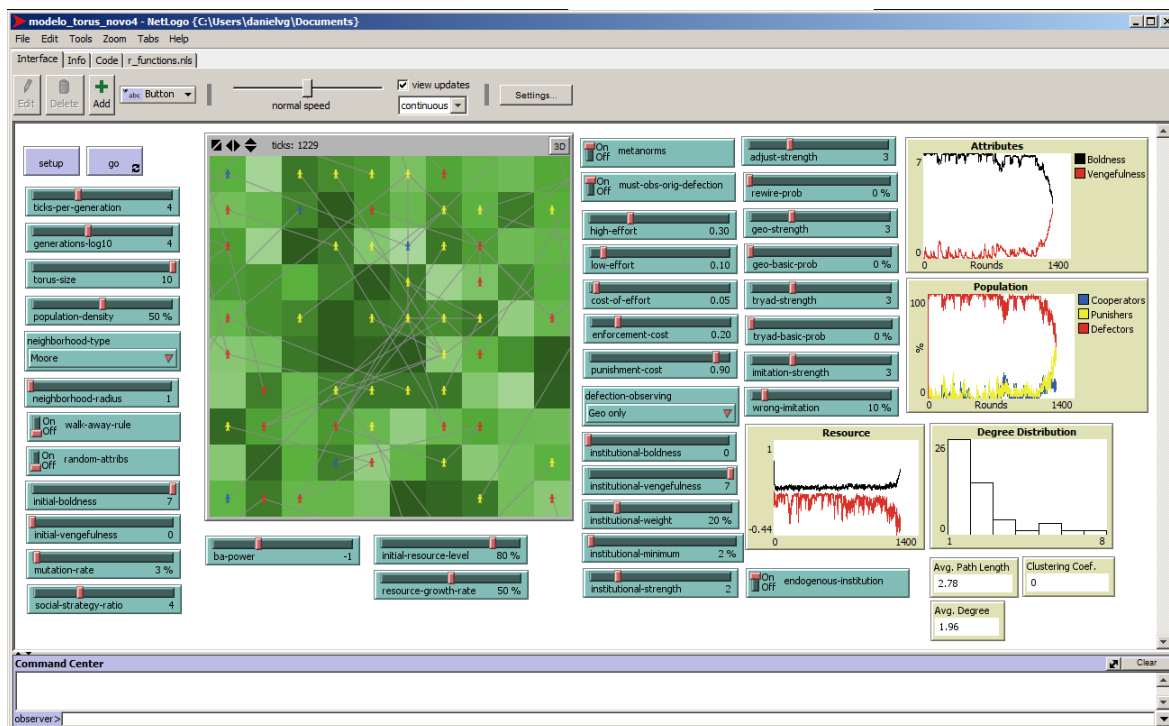 modelo_torus_novo4 - NetLogo {C:\Users\danielvg\Documents}
File Edit Tools Zoom Tabs Help
Interface Info Code r_functions.nls
Edit Delete Add abc Button normal speed view updates continuous Settings...
setup go
ticks-per-generation 4
generations-log10 4
torus-size 10
population-density 50 %
neighborhood-type
Moore
neighborhood-radius 1
On
Off walk-away-rule
On
Off random-attribs
initial-boldness 7
initial-vengefulness 0
mutation-rate 3 %
social-strategy-ratio 4
ticks: 1229 3D
ba-power -1
initial-resource-level 80 %
resource-growth-rate 50 %
On
Off metanorms
On
Off must-obs-orig-defection
high-effort 0.30
low-effort 0.10
cost-of-effort 0.05
enforcement-cost 0.20
punishment-cost 0.90
defection-observing
Geo only
institutional-boldness 0
institutional-vengefulness 7
institutional-weight 20 %
institutional-minimum 2 %
institutional-strength 2
adjust-strength 3
rewire-prob 0 %
geo-strength 3
geo-basic-prob 0 %
tryad-strength 3
tryad-basic-prob 0 %
imitation-strength 3
wrong-imitation 10 %
Attributes
7
0
0 Rounds 1400
Boldness
Vengefulness
Population
100
%
0
0 Rounds 1400
Cooperators
Punishers
Defectors
Resource
1
-0.44
0 1400
Degree Distribution
26
0
1 8
On
Off endogenous-institution
Avg. Path Length
2.78
Clustering Coef.
0
Avg. Degree
1.96
Command Center Clear
observer>